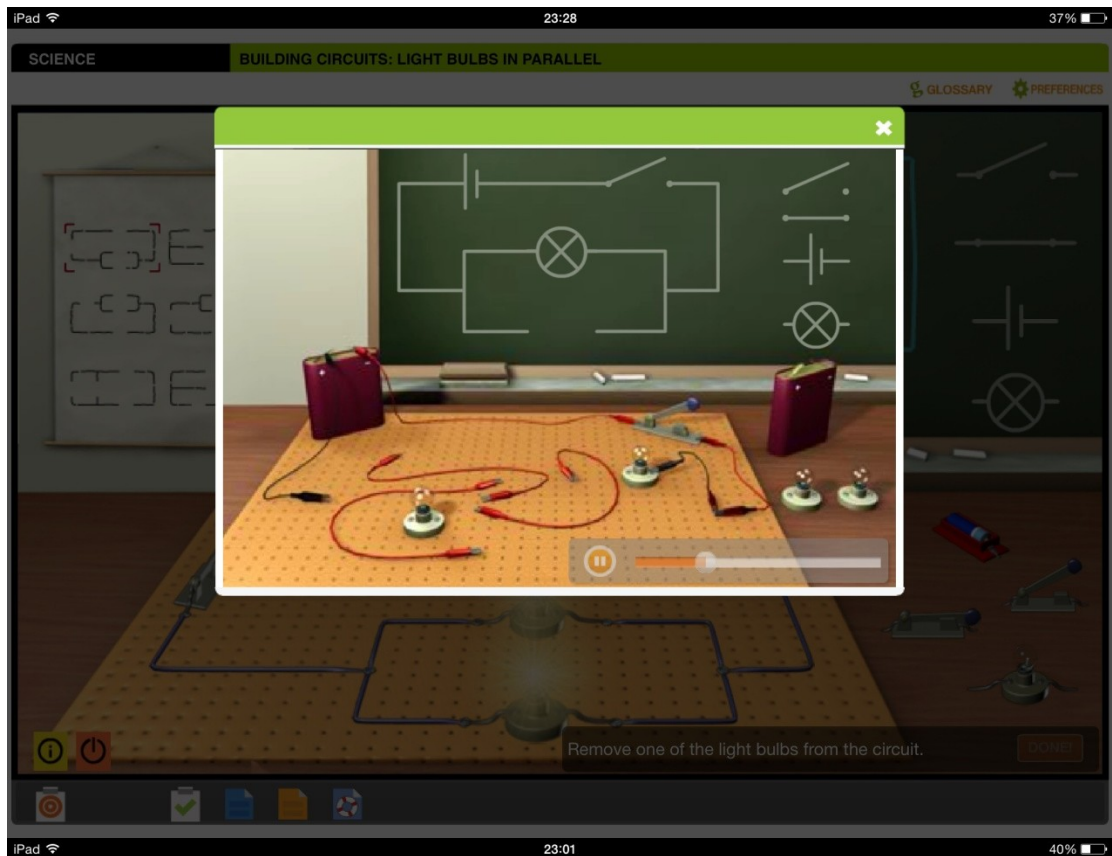 iPad 23:28 37%
SCIENCE BUILDING CIRCUITS: LIGHT BULBS IN PARALLEL
g GLOSSARY PREFERENCES
Remove one of the light bulbs from the circuit. DONE!
iPad 23:01 40%